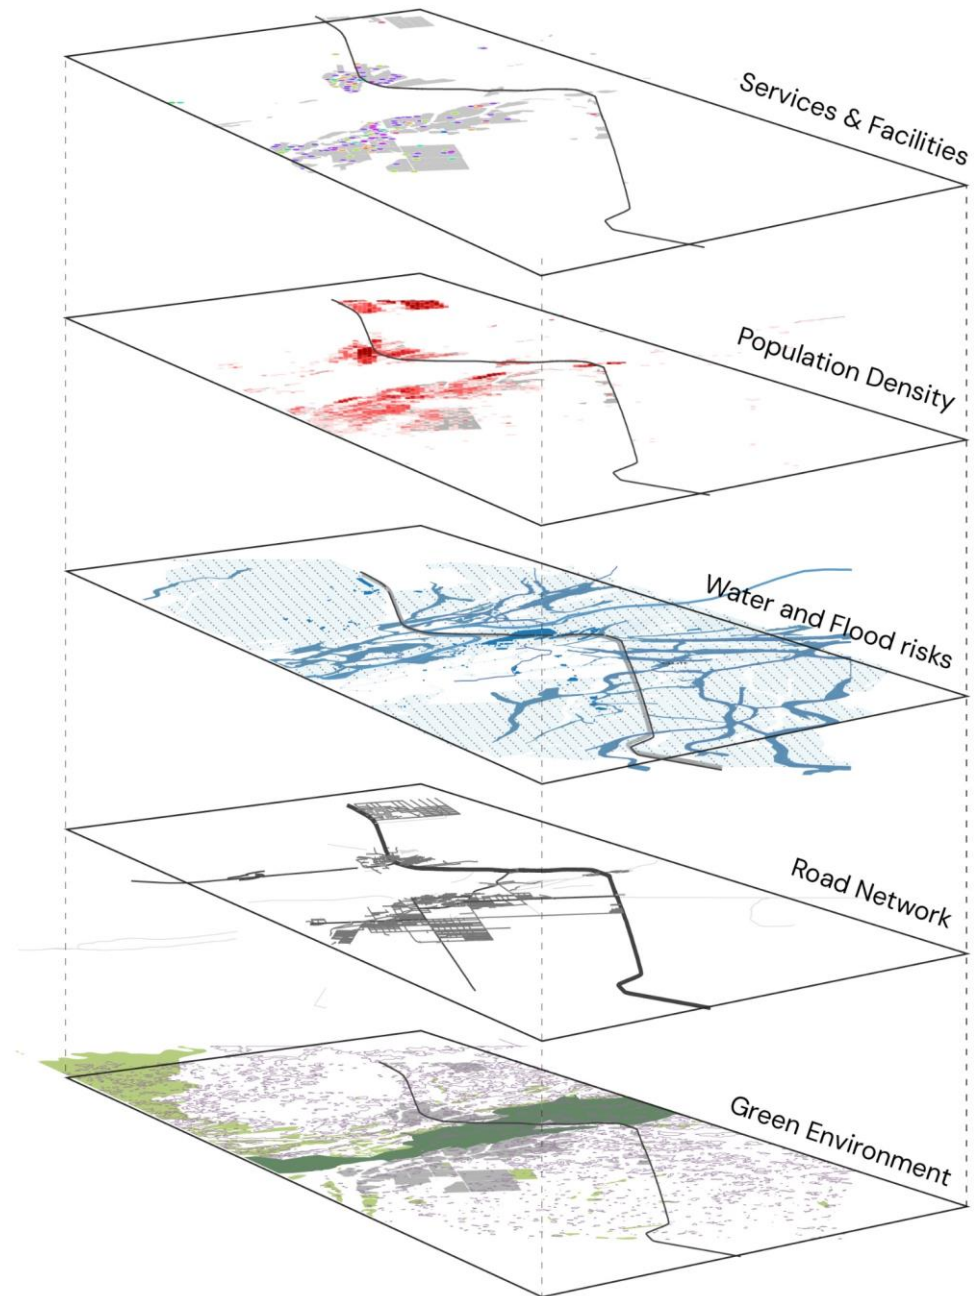 Services & Facilities
Population Density
Water and Flood risks
Road Network
Green Environment